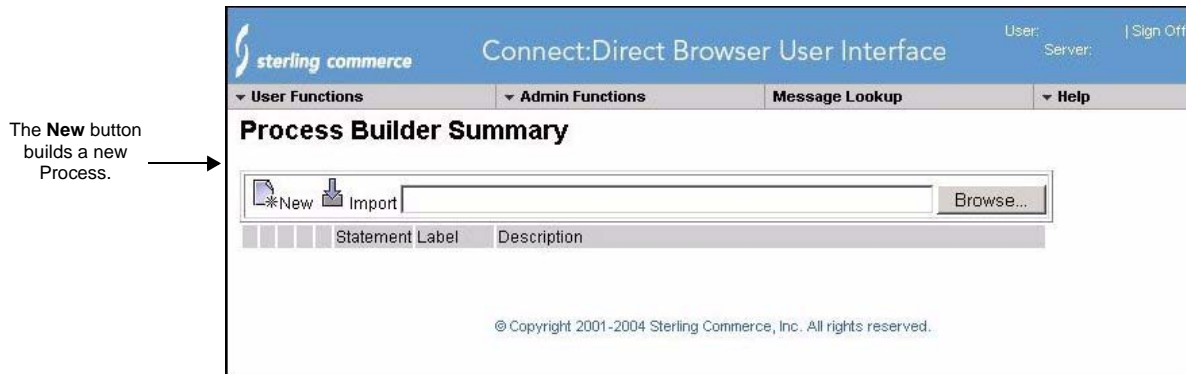 sterling commerce
Connect:Direct Browser User Interface
User:
| Sign Off
Server:
User Functions
Admin Functions
Message Lookup
Help
The New button
builds a new
Process.
Process Builder Summary
New
Import
Browse...
Statement Label Description
© Copyright 2001-2004 Sterling Commerce, Inc. All rights reserved.